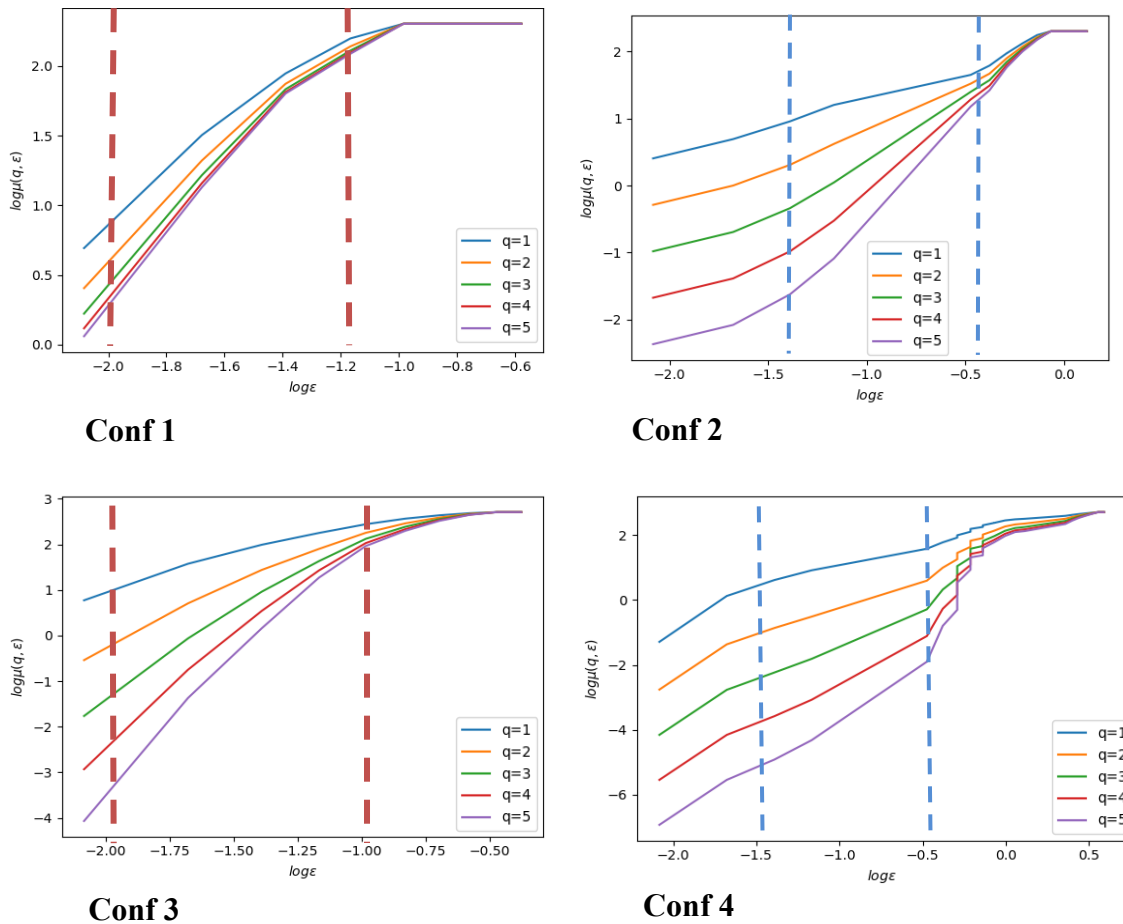 2.0
1.5
1.0
0.5
0.0
logμ(q, ε)
−2.0 −1.8 −1.6 −1.4 −1.2 −1.0 −0.8 −0.6
logε
q=1
q=2
q=3
q=4
q=5
Conf 1
2
1
0
−1
−2
logμ(q, ε)
−2.0 −1.5 −1.0 −0.5 0.0
logε
q=1
q=2
q=3
q=4
q=5
Conf 2
3
2
1
0
−1
−2
−3
−4
logμ(q, ε)
−2.00 −1.75 −1.50 −1.25 −1.00 −0.75 −0.50
logε
q=1
q=2
q=3
q=4
q=5
Conf 3
2
0
−2
−4
−6
logμ(q, ε)
−2.0 −1.5 −1.0 −0.5 0.0 0.5
logε
q=1
q=2
q=3
q=4
q=5
Conf 4